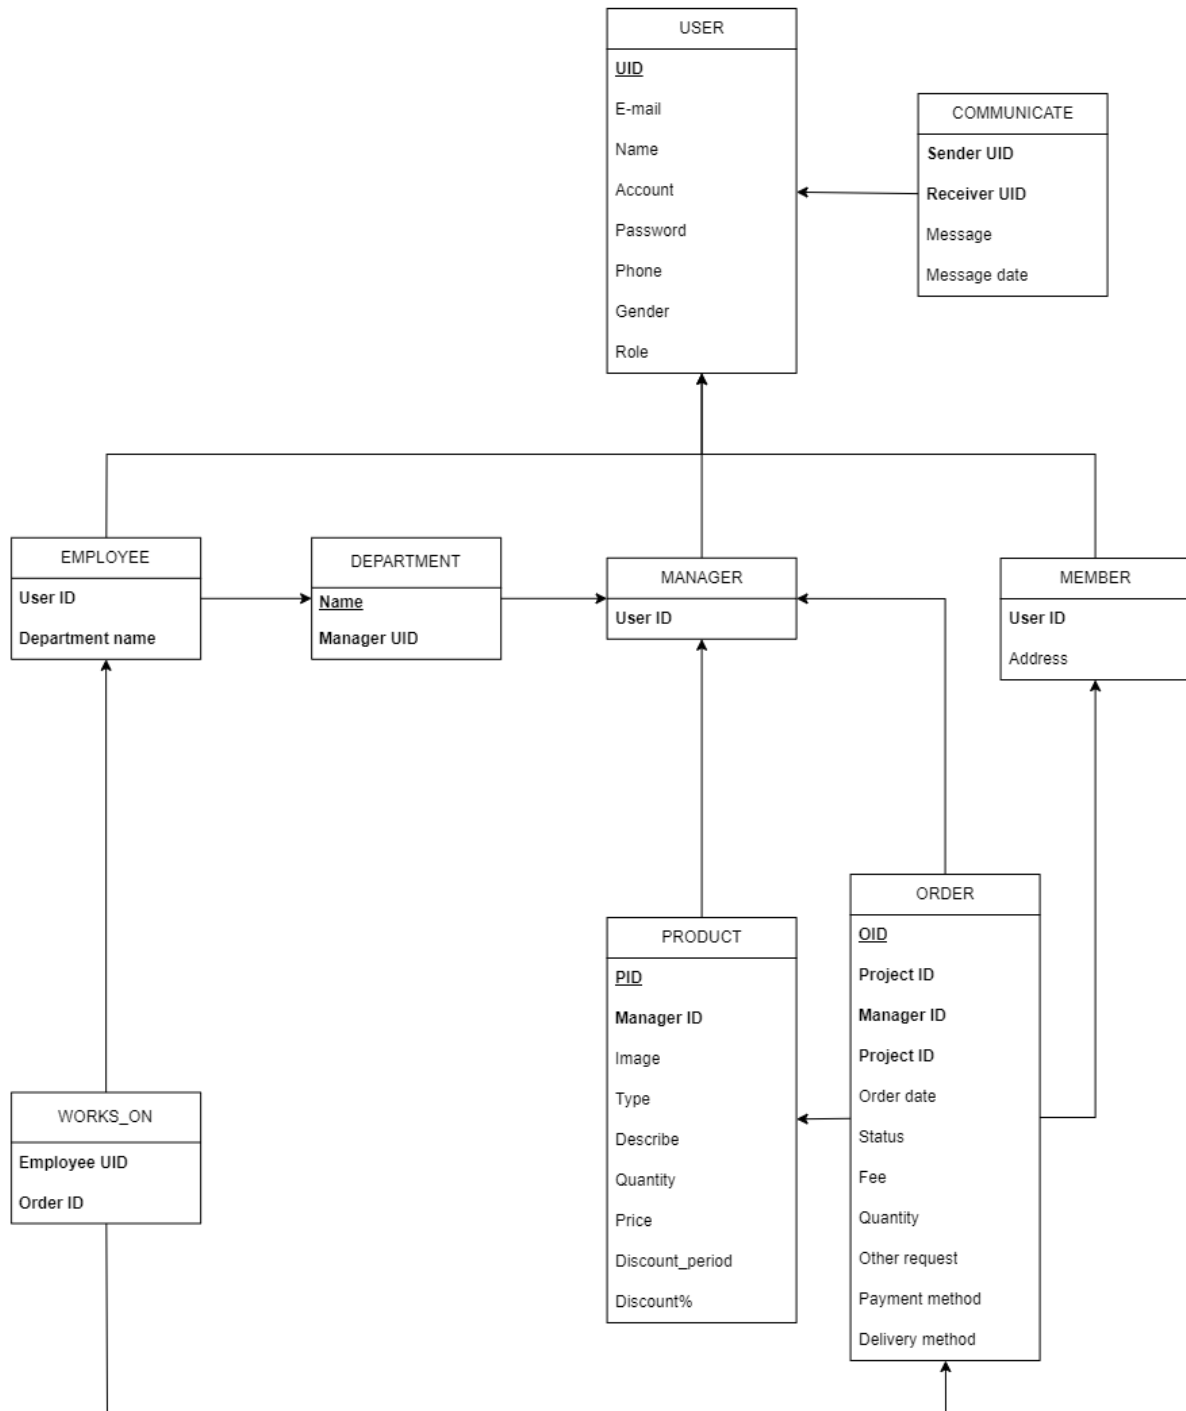 USER
UID
E-mail
Name
Account
Password
Phone
Gender
Role
COMMUNICATE
Sender UID
Receiver UID
Message
Message date
EMPLOYEE
User ID
Department name
DEPARTMENT
Name
Manager UID
MANAGER
User ID
MEMBER
User ID
Address
WORKS_ON
Employee UID
Order ID
PRODUCT
PID
Manager ID
Image
Type
Describe
Quantity
Price
Discount_period
Discount%
ORDER
OID
Project ID
Manager ID
Project ID
Order date
Status
Fee
Quantity
Other request
Payment method
Delivery method